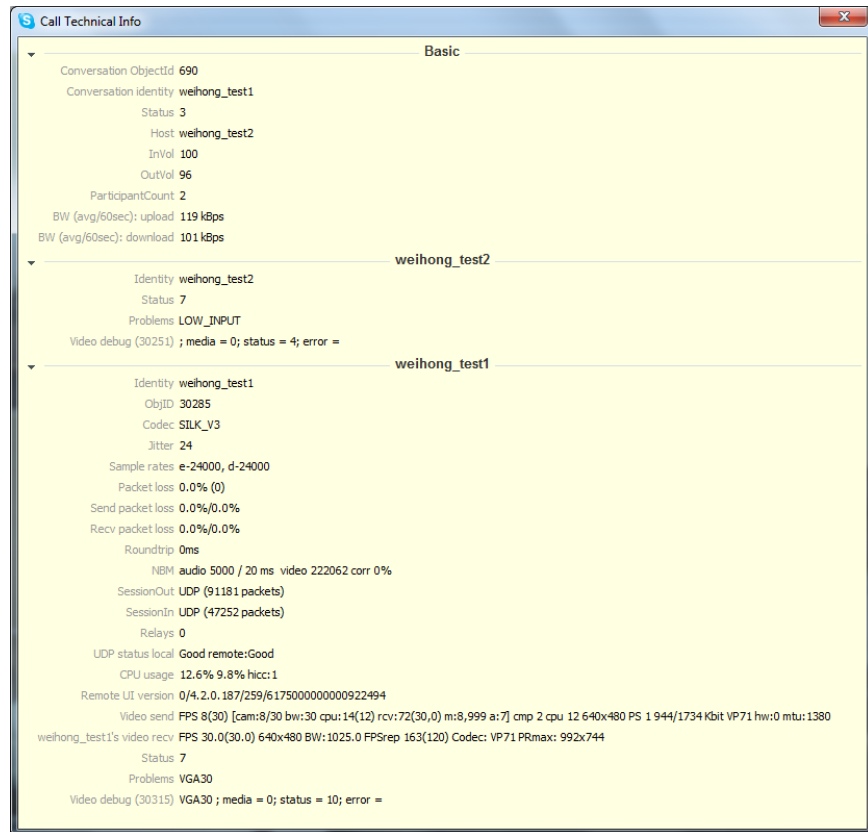 Call Technical Info
Basic
Conversation ObjectId 690
Conversation identity weihong_test1
Status 3
Host weihong_test2
InVol 100
OutVol 96
ParticipantCount 2
BW (avg/60sec): upload 119 kBps
BW (avg/60sec): download 101 kBps
weihong_test2
Identity weihong_test2
Status 7
Problems LOW_INPUT
Video debug (30251) ; media = 0; status = 4; error =
weihong_test1
Identity weihong_test1
ObjID 30285
Codec SILK_V3
Jitter 24
Sample rates e-24000, d-24000
Packet loss 0.0% (0)
Send packet loss 0.0%/0.0%
Recv packet loss 0.0%/0.0%
Roundtrip 0ms
NBM audio 5000 / 20 ms video 222062 corr 0%
SessionOut UDP (91181 packets)
SessionIn UDP (47252 packets)
Relays 0
UDP status local Good remote:Good
CPU usage 12.6% 9.8% hicc:1
Remote UI version 0/4.2.0.187/259/6175000000000922494
Video send FPS 8(30) [cam:8/30 bw:30 cpu:14(12) rcv:72(30,0) m:8,999 a:7] cmp 2 cpu 12 640x480 PS 1 944/1734 Kbit VP71 hw:0 mtu:1380
weihong_test1's video recv FPS 30.0(30.0) 640x480 BW:1025.0 FPSrep 163(120) Codec: VP71 PRmax: 992x744
Status 7
Problems VGA30
Video debug (30315) VGA30 ; media = 0; status = 10; error =